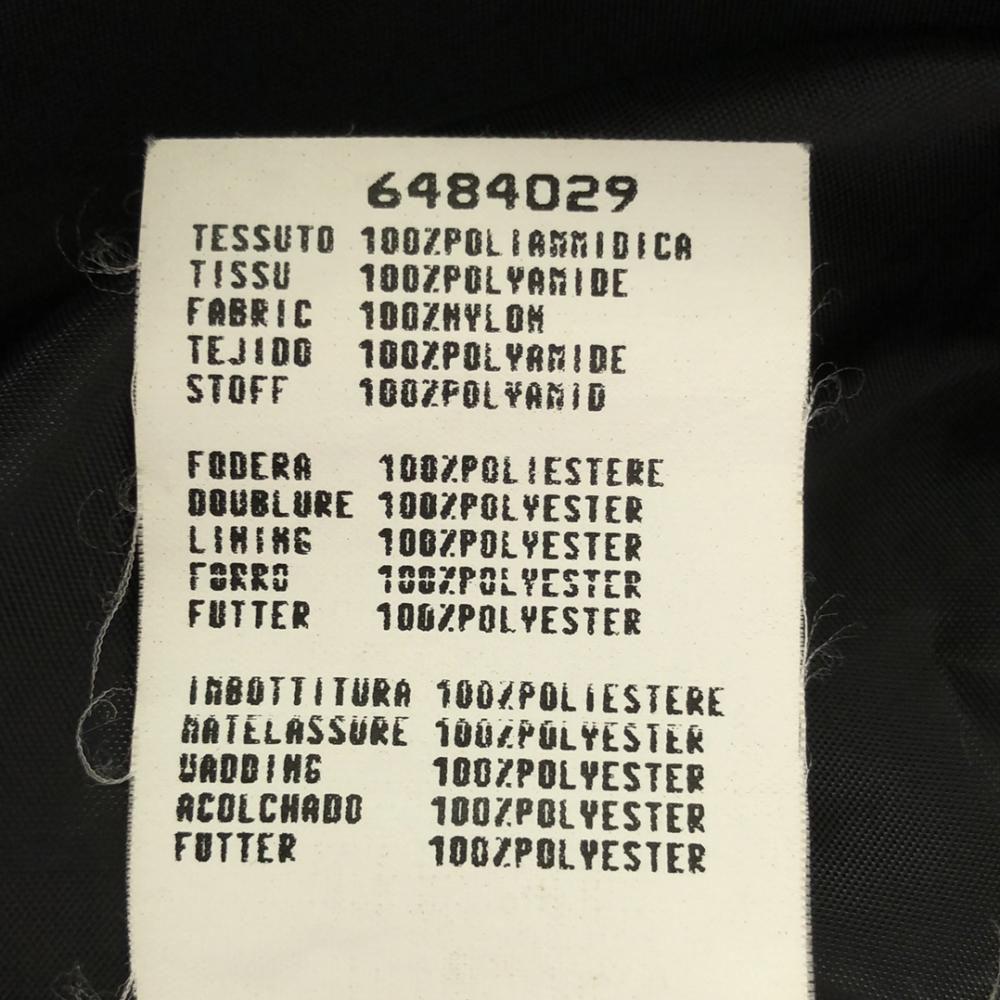 6484029
TESSUTO 100%POLIAMMIDICA
TISSU 100%POLYAMIDE
FABRIC 100%NYLON
TEJIDO 100%POLYAMIDE
STOFF 100%POLYAMID
FODERA 100%POLIESTERE
DOUBLURE 100%POLYESTER
LINING 100%POLYESTER
FORRO 100%POLYESTER
FUTTER 100%POLYESTER
IMBOTTITURA 100%POLIESTERE
MATELASSURE 100%POLYESTER
WADDING 100%POLYESTER
ACOLCHADO 100%POLYESTER
FUTTER 100%POLYESTER